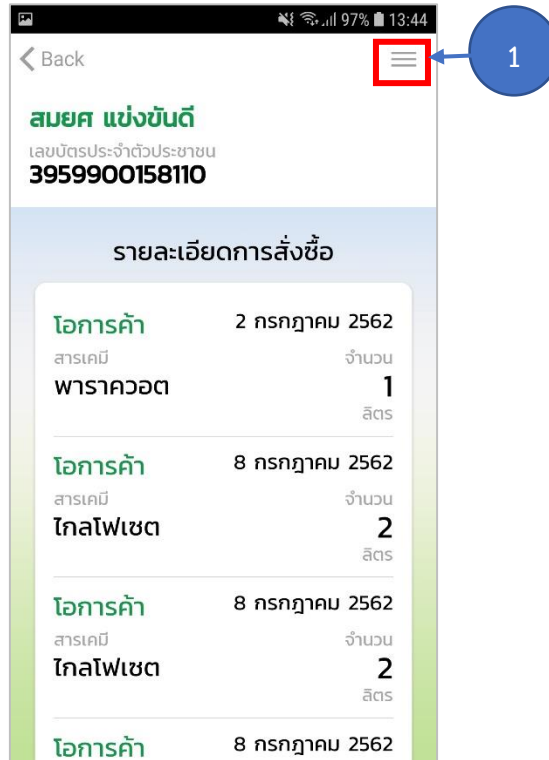 97% 13:44
Back
1
สมยศ แข่งขันดี
เลขบัตรประจำตัวประชาชน
3959900158110
รายละเอียดการสั่งซื้อ
โอการค้า 2 กรกฎาคม 2562
สารเคมี จำนวน
พาราควอต 1
ลิตร
โอการค้า 8 กรกฎาคม 2562
สารเคมี จำนวน
ไกลโฟเซต 2
ลิตร
โอการค้า 8 กรกฎาคม 2562
สารเคมี จำนวน
ไกลโฟเซต 2
ลิตร
โอการค้า 8 กรกฎาคม 2562